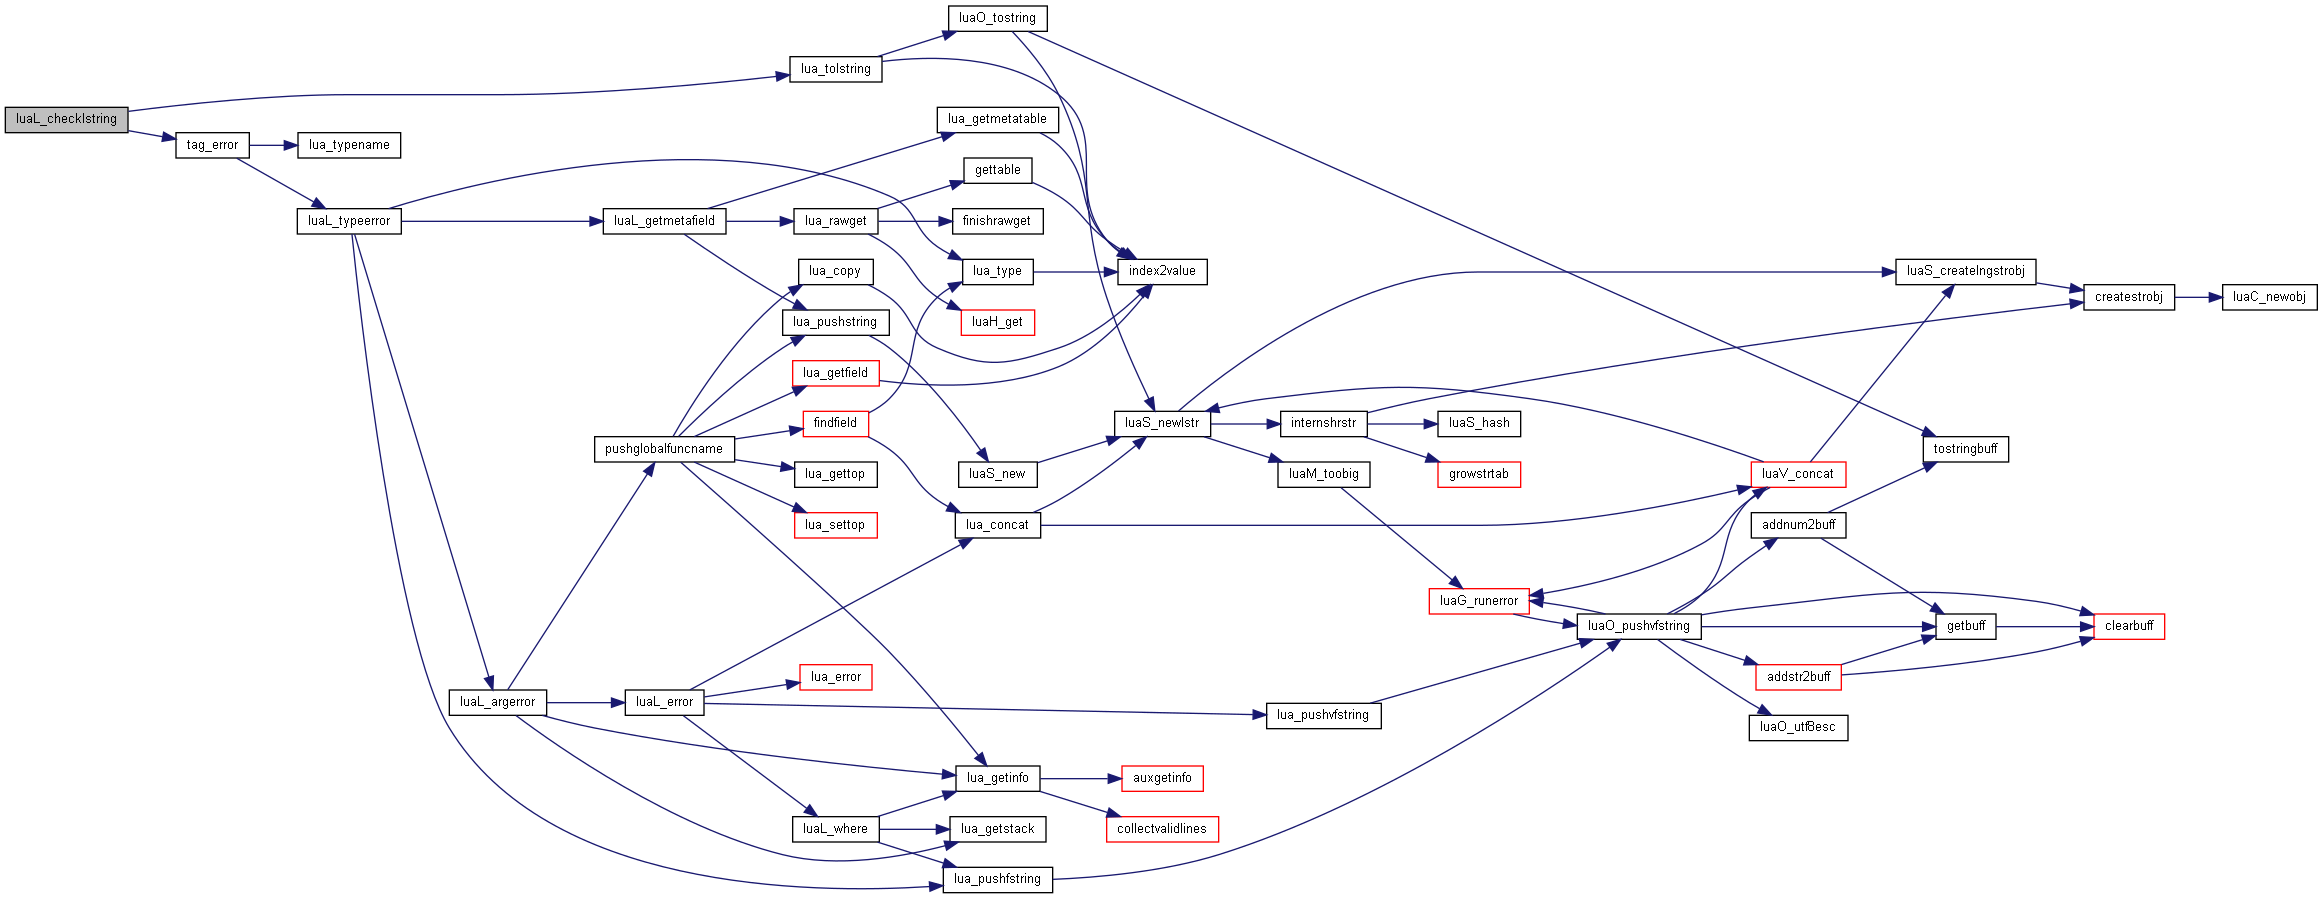 luaO_tostring
lua_tolstring
luaL_checklstring
lua_getmetatable
tag_error
lua_typename
gettable
luaL_typeerror
luaL_getmetafield
lua_rawget
finishrawget
lua_copy
lua_type
index2value
luaS_createlngstrobj
createstrobj
luaC_newobj
lua_pushstring
luaH_get
lua_getfield
findfield
luaS_newlstr
internshrstr
luaS_hash
pushglobalfuncname
tostringbuff
lua_gettop
luaS_new
luaM_toobig
growstrtab
luaV_concat
lua_settop
lua_concat
addnum2buff
luaG_runerror
luaO_pushvfstring
getbuff
clearbuff
lua_error
addstr2buff
luaL_argerror
luaL_error
lua_pushvfstring
luaO_utf8esc
lua_getinfo
auxgetinfo
luaL_where
lua_getstack
collectvalidlines
lua_pushfstring